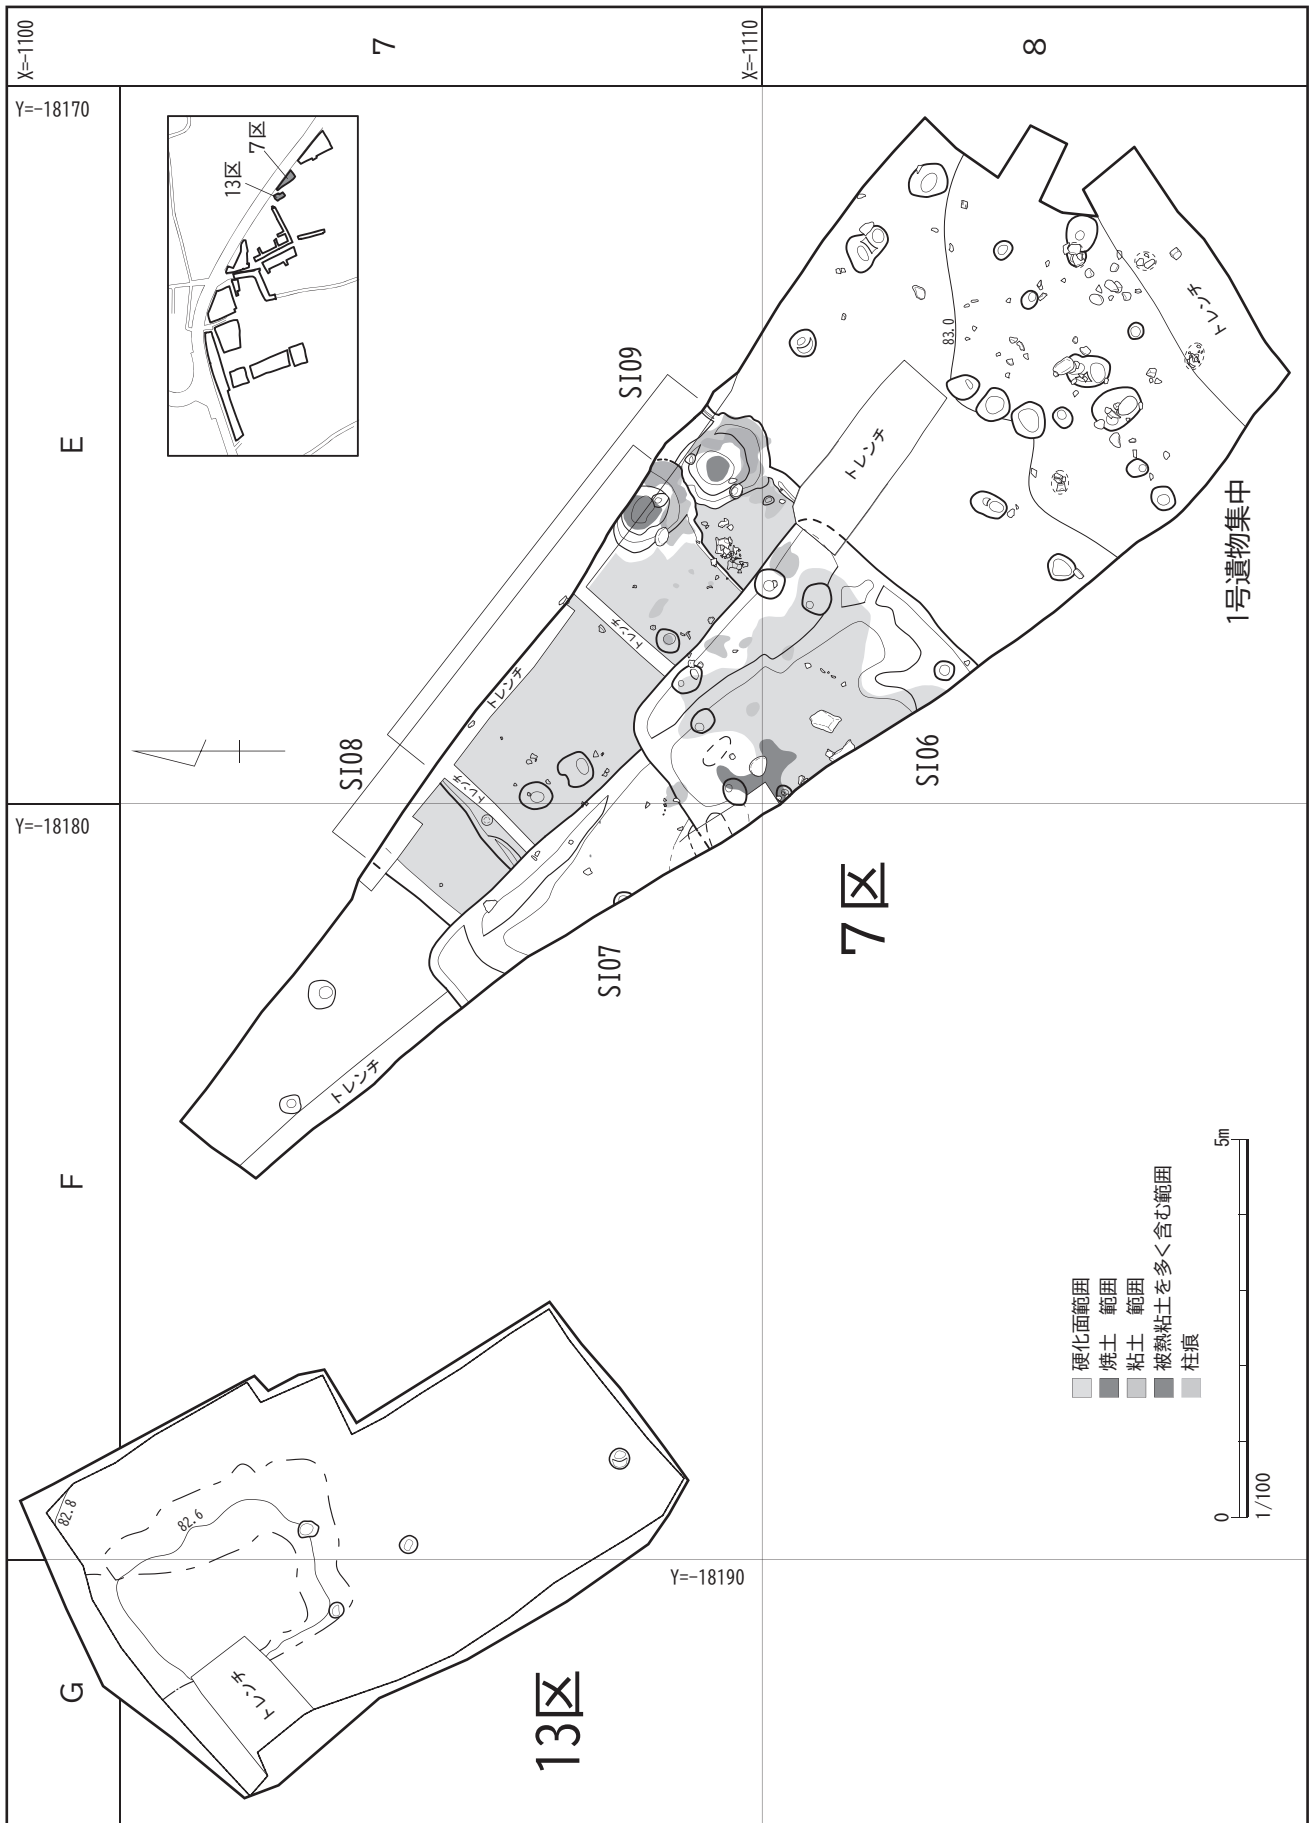 X=-1100
7
X=-1110
8
Y=-18170
E
Y=-18180
F
G
Y=-18190
13区
7区
SI09
SI08
SI07
SI06
トレンチ
トレンチ
トレンチ
トレンチ
トレンチ
トレンチ
トレンチ
83.0
1号遺物集中
7区
82.8
82.6
13区
硬化面範囲
焼土 範囲
粘土 範囲
被熱粘土を多く含む範囲
柱痕
0
5m
1/100